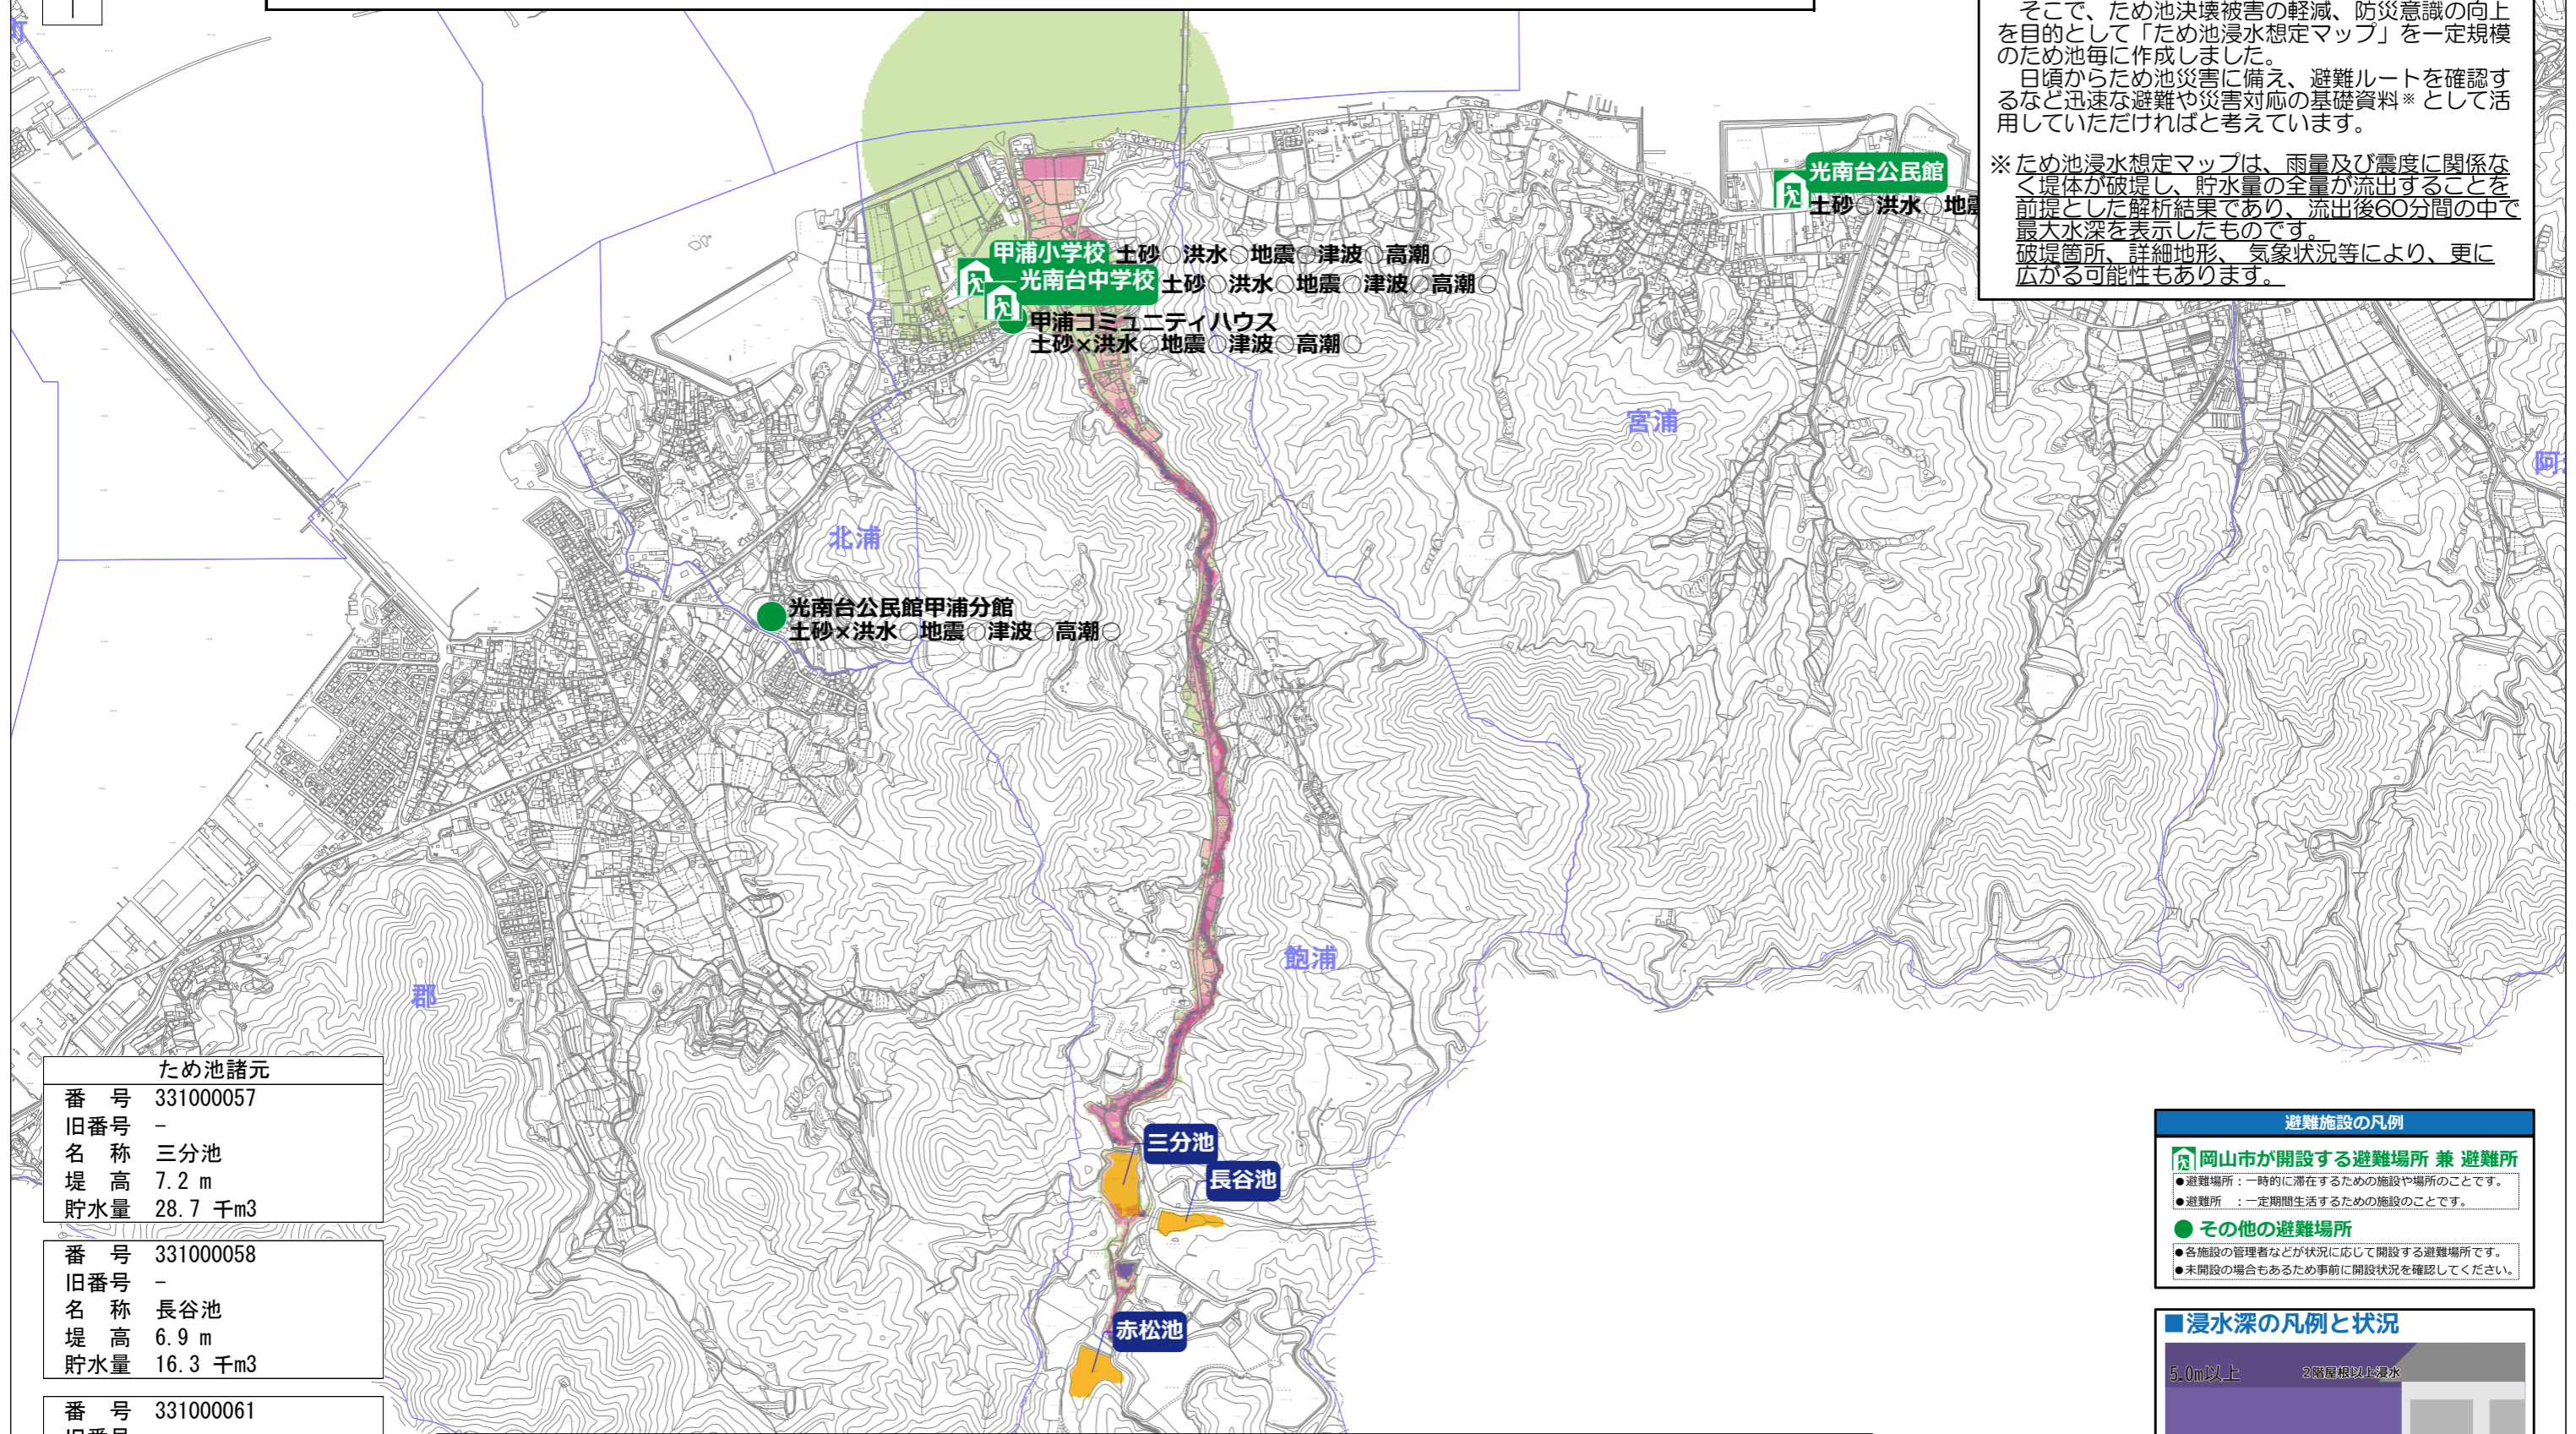 そこで、ため池決壊被害の軽減、防災意識の向上
を目的として「ため池浸水想定マップ」を一定規模
のため池毎に作成しました。
日頃からため池災害に備え、避難ルートを確認す
るなど迅速な避難や災害対応の基礎資料※として活
用していただければと考えています。
※ため池浸水想定マップは、雨量及び震度に関係な
く堤体が破堤し、貯水量の全量が流出することを
前提とした解析結果であり、流出後60分間の中で
最大水深を表示したものです。
破堤箇所、詳細地形、気象状況等により、更に
広がる可能性もあります。
光南台公民館
土砂○洪水○地震
甲浦小学校 土砂○洪水○地震○津波○高潮○
光南台中学校 土砂○洪水○地震○津波○高潮○
甲浦コミュニティハウス
土砂×洪水○地震○津波○高潮○
宮浦
北浦
光南台公民館甲浦分館
土砂×洪水○地震○津波○高潮○
飽浦
郡
三分池
長谷池
赤松池
ため池諸元
番 号 331000057
旧番号 -
名 称 三分池
堤 高 7.2 m
貯水量 28.7 千m3
番 号 331000058
旧番号 -
名 称 長谷池
堤 高 6.9 m
貯水量 16.3 千m3
番 号 331000061
避難施設の凡例
岡山市が開設する避難場所 兼 避難所
●避難場所：一時的に滞在するための施設や場所のことです。
●避難所 ：一定期間生活するための施設のことです。
● その他の避難場所
●各施設の管理者などが状況に応じて開設する避難場所です。
●未開設の場合もあるため事前に開設状況を確認してください。
■浸水深の凡例と状況
5.0m以上 2階屋根以上浸水